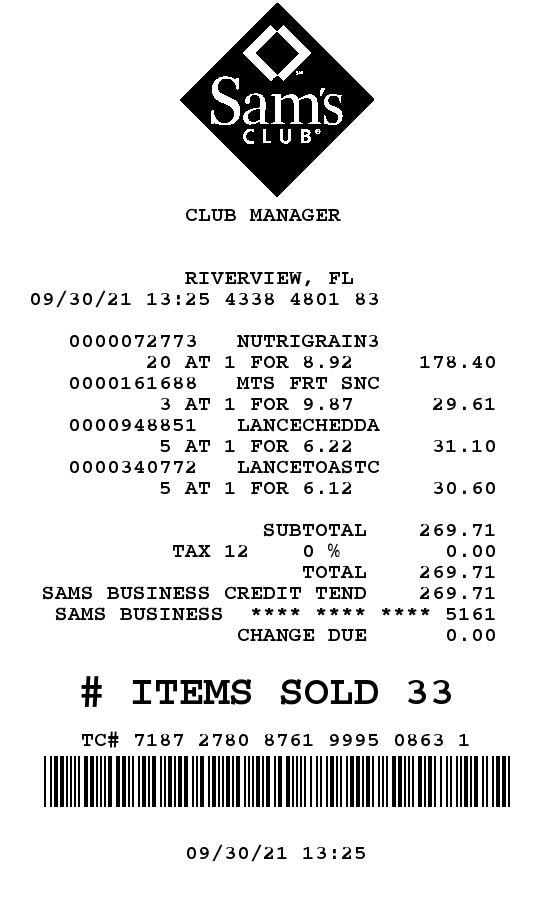 Sam's
CLUB®
CLUB MANAGER
RIVERVIEW, FL
09/30/21 13:25 4338 4801 83
0000072773 NUTRIGRAIN3
20 AT 1 FOR 8.92 178.40
0000161688 MTS FRT SNC
3 AT 1 FOR 9.87 29.61
0000948851 LANCECHEDDA
5 AT 1 FOR 6.22 31.10
0000340772 LANCETOASTC
5 AT 1 FOR 6.12 30.60
SUBTOTAL 269.71
TAX 12 0 % 0.00
TOTAL 269.71
SAMS BUSINESS CREDIT TEND 269.71
SAMS BUSINESS **** **** **** 5161
CHANGE DUE 0.00
# ITEMS SOLD 33
TC# 7187 2780 8761 9995 0863 1
09/30/21 13:25